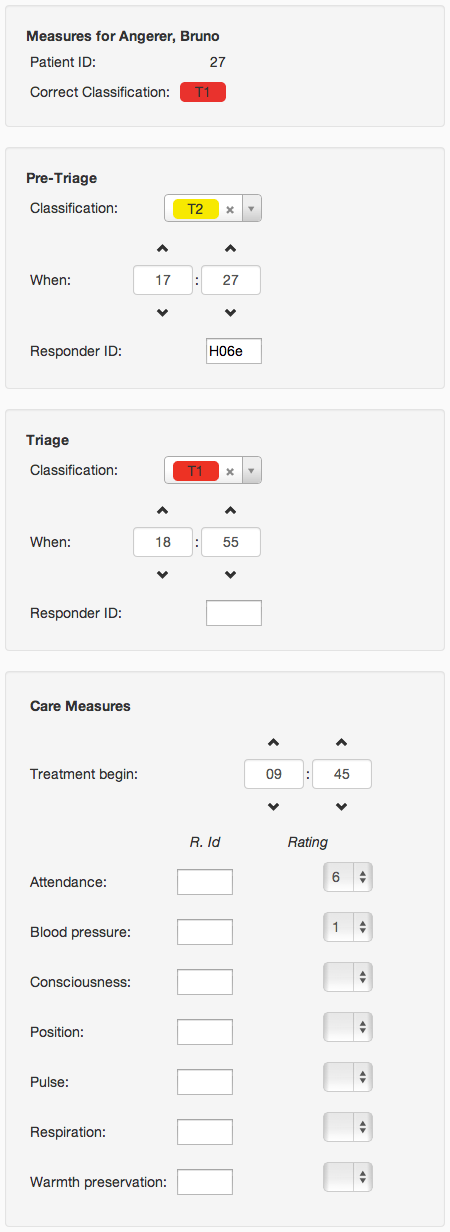 Measures for Angerer, Bruno
Patient ID: 27
Correct Classification: T1
Pre-Triage
Classification: T2 ×
When: 17 : 27
Responder ID: H06e
Triage
Classification: T1 ×
When: 18 : 55
Responder ID:
Care Measures
Treatment begin: 09 : 45
R. Id Rating
Attendance: 6
Blood pressure: 1
Consciousness:
Position:
Pulse:
Respiration:
Warmth preservation: